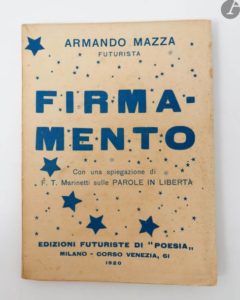 ARMANDO MAZZA
FUTURISTA
FIRMA-
MENTO
Con una spiegazione di
F. T. Marinetti sulle PAROLE IN LIBERTA
EDIZIONI FUTURISTE DI "POESIA"
MILANO - CORSO VENEZIA, 61
1920